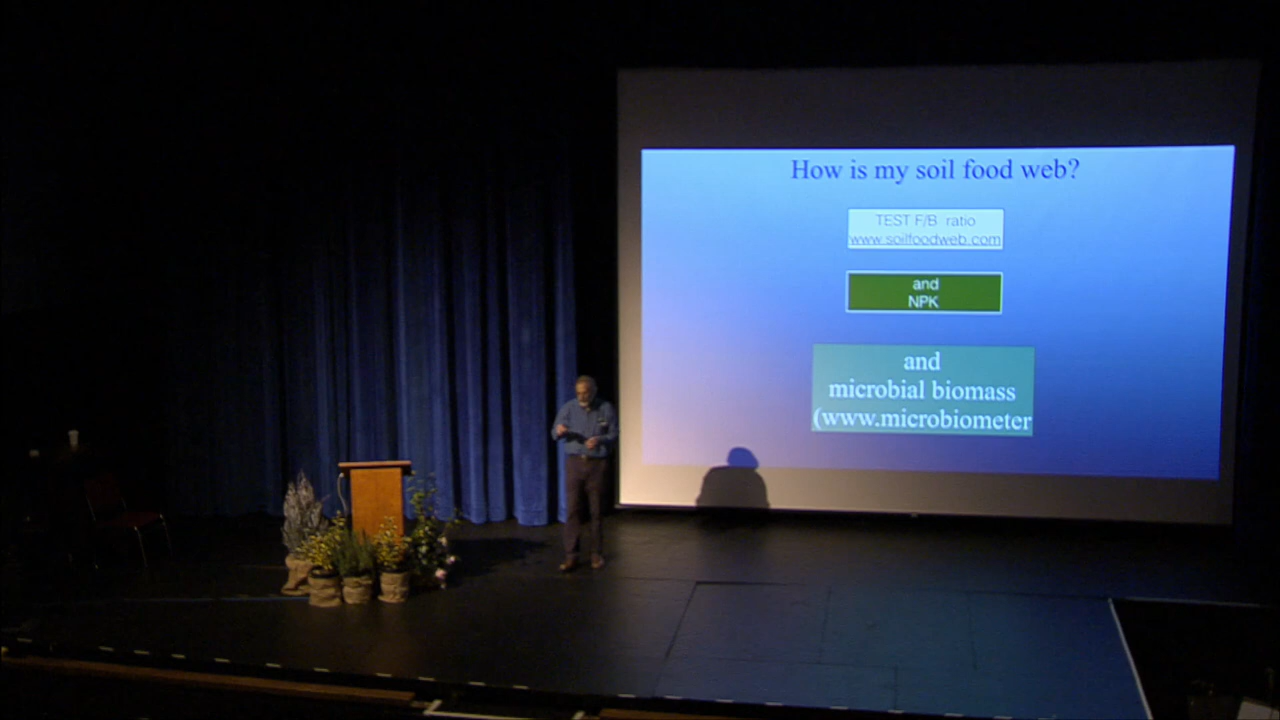 How is my soil food web?
TEST F/B ratio
www.soilfoodweb.com
and
NPK
and
microbial biomass
(www.microbiometer